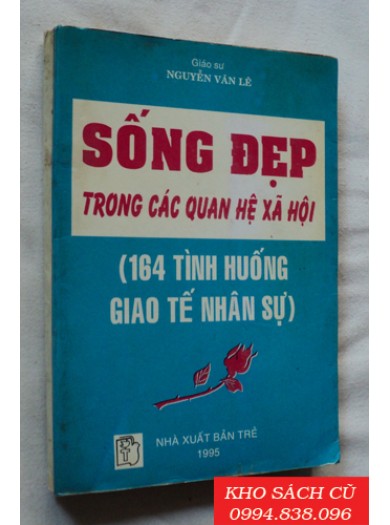 Giáo sư
NGUYỄN VĂN LÊ
SỐNG ĐẸP
TRONG CÁC QUAN HỆ XÃ HỘI
(164 TÌNH HUỐNG
GIAO TẾ NHÂN SỰ)
NHÀ XUẤT BẢN TRẺ
1995
KHO SÁCH CŨ
0994.838.096